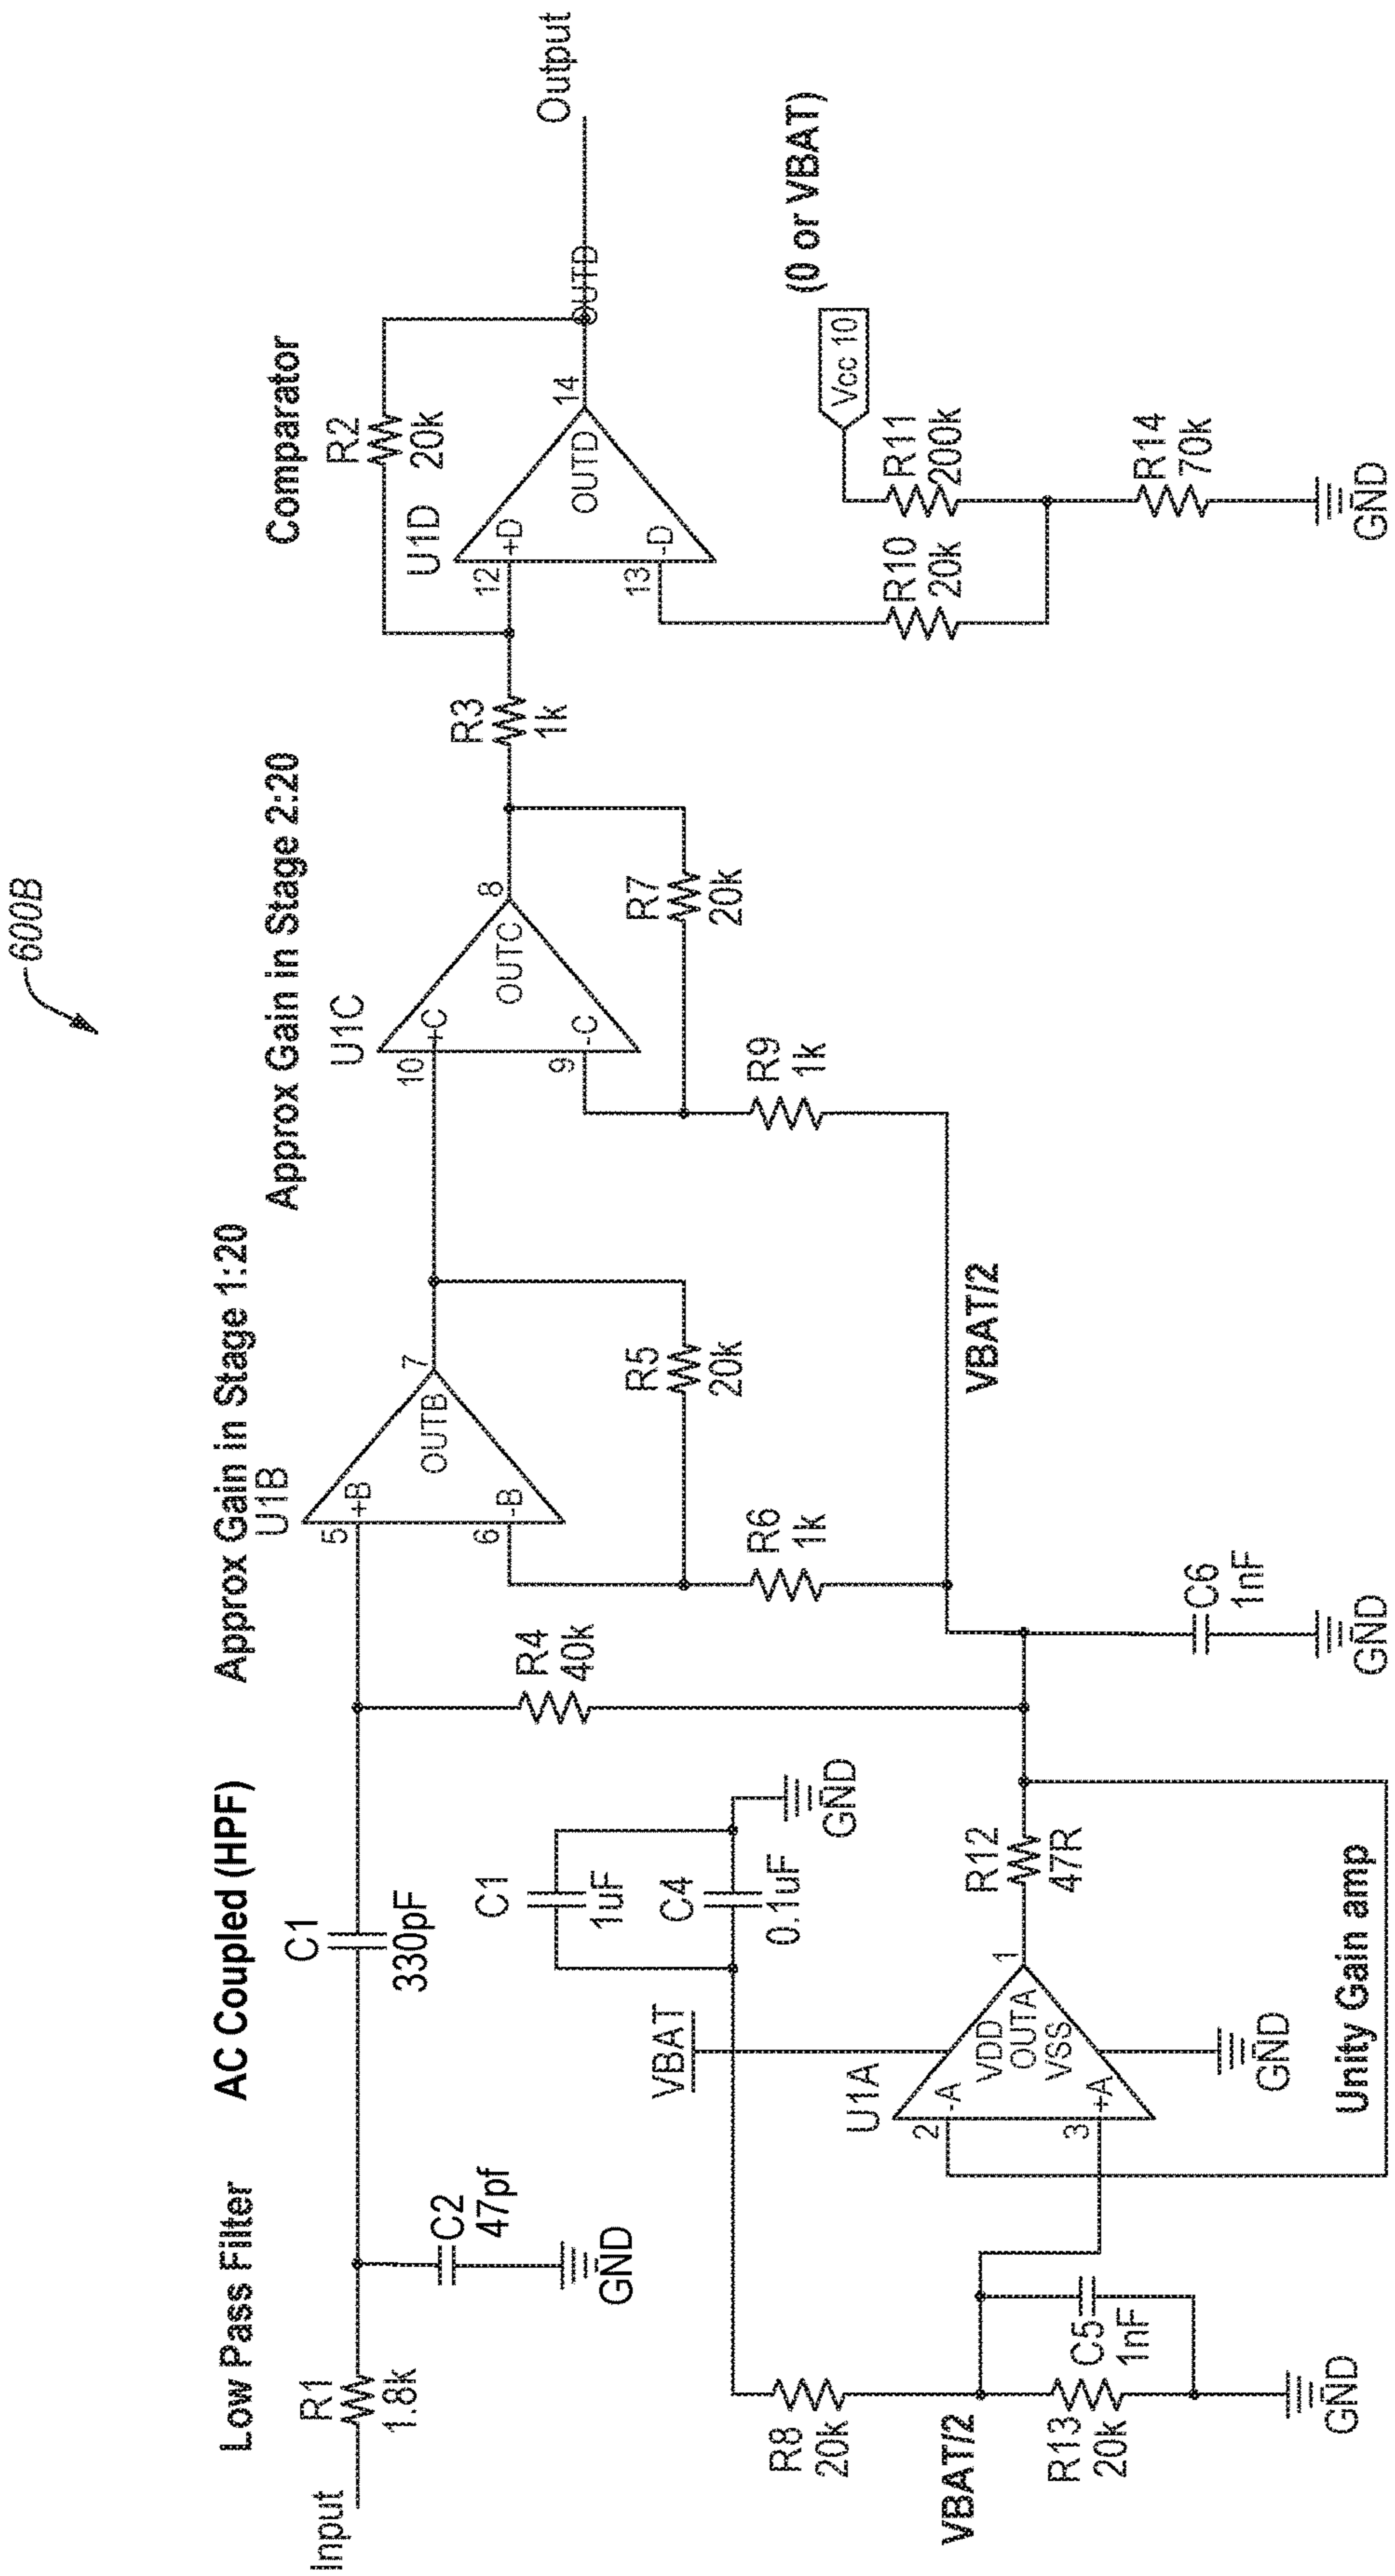 600B
Low Pass Filter
AC Coupled (HPF)
Approx Gain in Stage 1:20
Approx Gain in Stage 2:20
Comparator
Input
R1
1.8k
C2
47pf
GND
C1
330pF
R4
40k
U1B
5
+B
6
-B
OUTB
7
R5
20k
R6
1k
U1C
10
+C
9
-C
OUTC
8
R7
20k
R9
1k
R3
1k
R2
20k
U1D
12
+D
13
-D
OUTD
14
OUTD
Output
R10
20k
R11
200k
Vcc 10
(0 or VBAT)
R14
70k
GND
C1
1uF
C4
0.1uF
GND
VBAT
U1A
2
-A
3
+A
VDD
OUTA
VSS
1
GND
R12
47R
Unity Gain amp
VBAT/2
C6
1nF
GND
R8
20k
VBAT/2
R13
20k
C5
1nF
GND